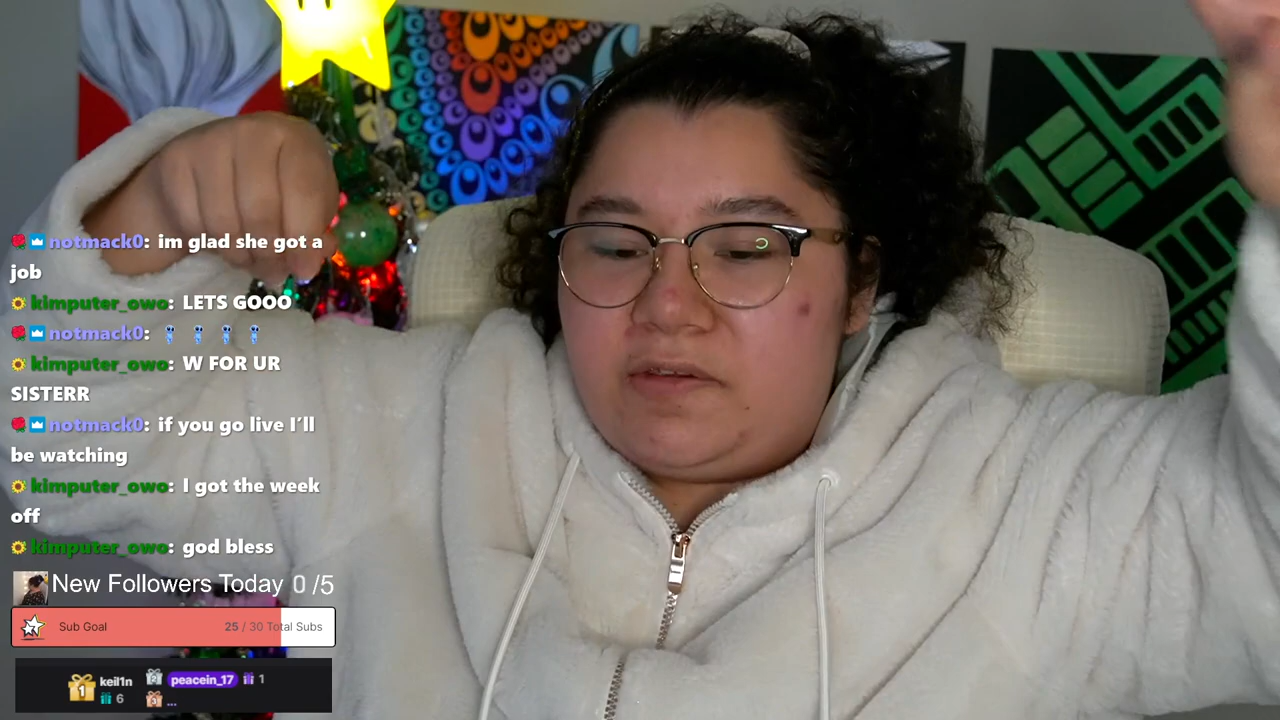 notmack0: im glad she got a
job
kimputer_owo: LETS GOOO
notmack0:
kimputer_owo: W FOR UR
SISTERR
notmack0: if you go live I'll
be watching
kimputer_owo: I got the week
off
kimputer_owo: god bless
New Followers Today 0 /5
Sub Goal 25 / 30 Total Subs
1 keil1n 6
peacein_17 1
...